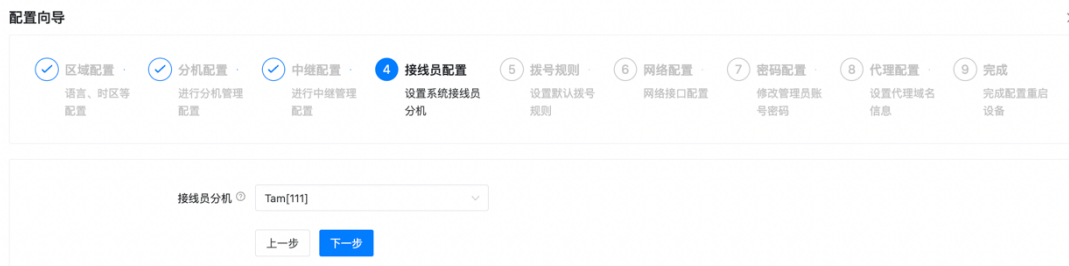 配置向导
区域配置
语言、时区等
配置
分机配置
进行分机管理
配置
中继配置
进行中继管理
配置
4 接线员配置
设置系统接线员
分机
5 拨号规则
设置默认拨号
规则
6 网络配置
网络接口配置
7 密码配置
修改管理员账
号密码
8 代理配置
设置代理域名
信息
9 完成
完成配置重启
设备
接线员分机 ? Tam[111]
上一步 下一步